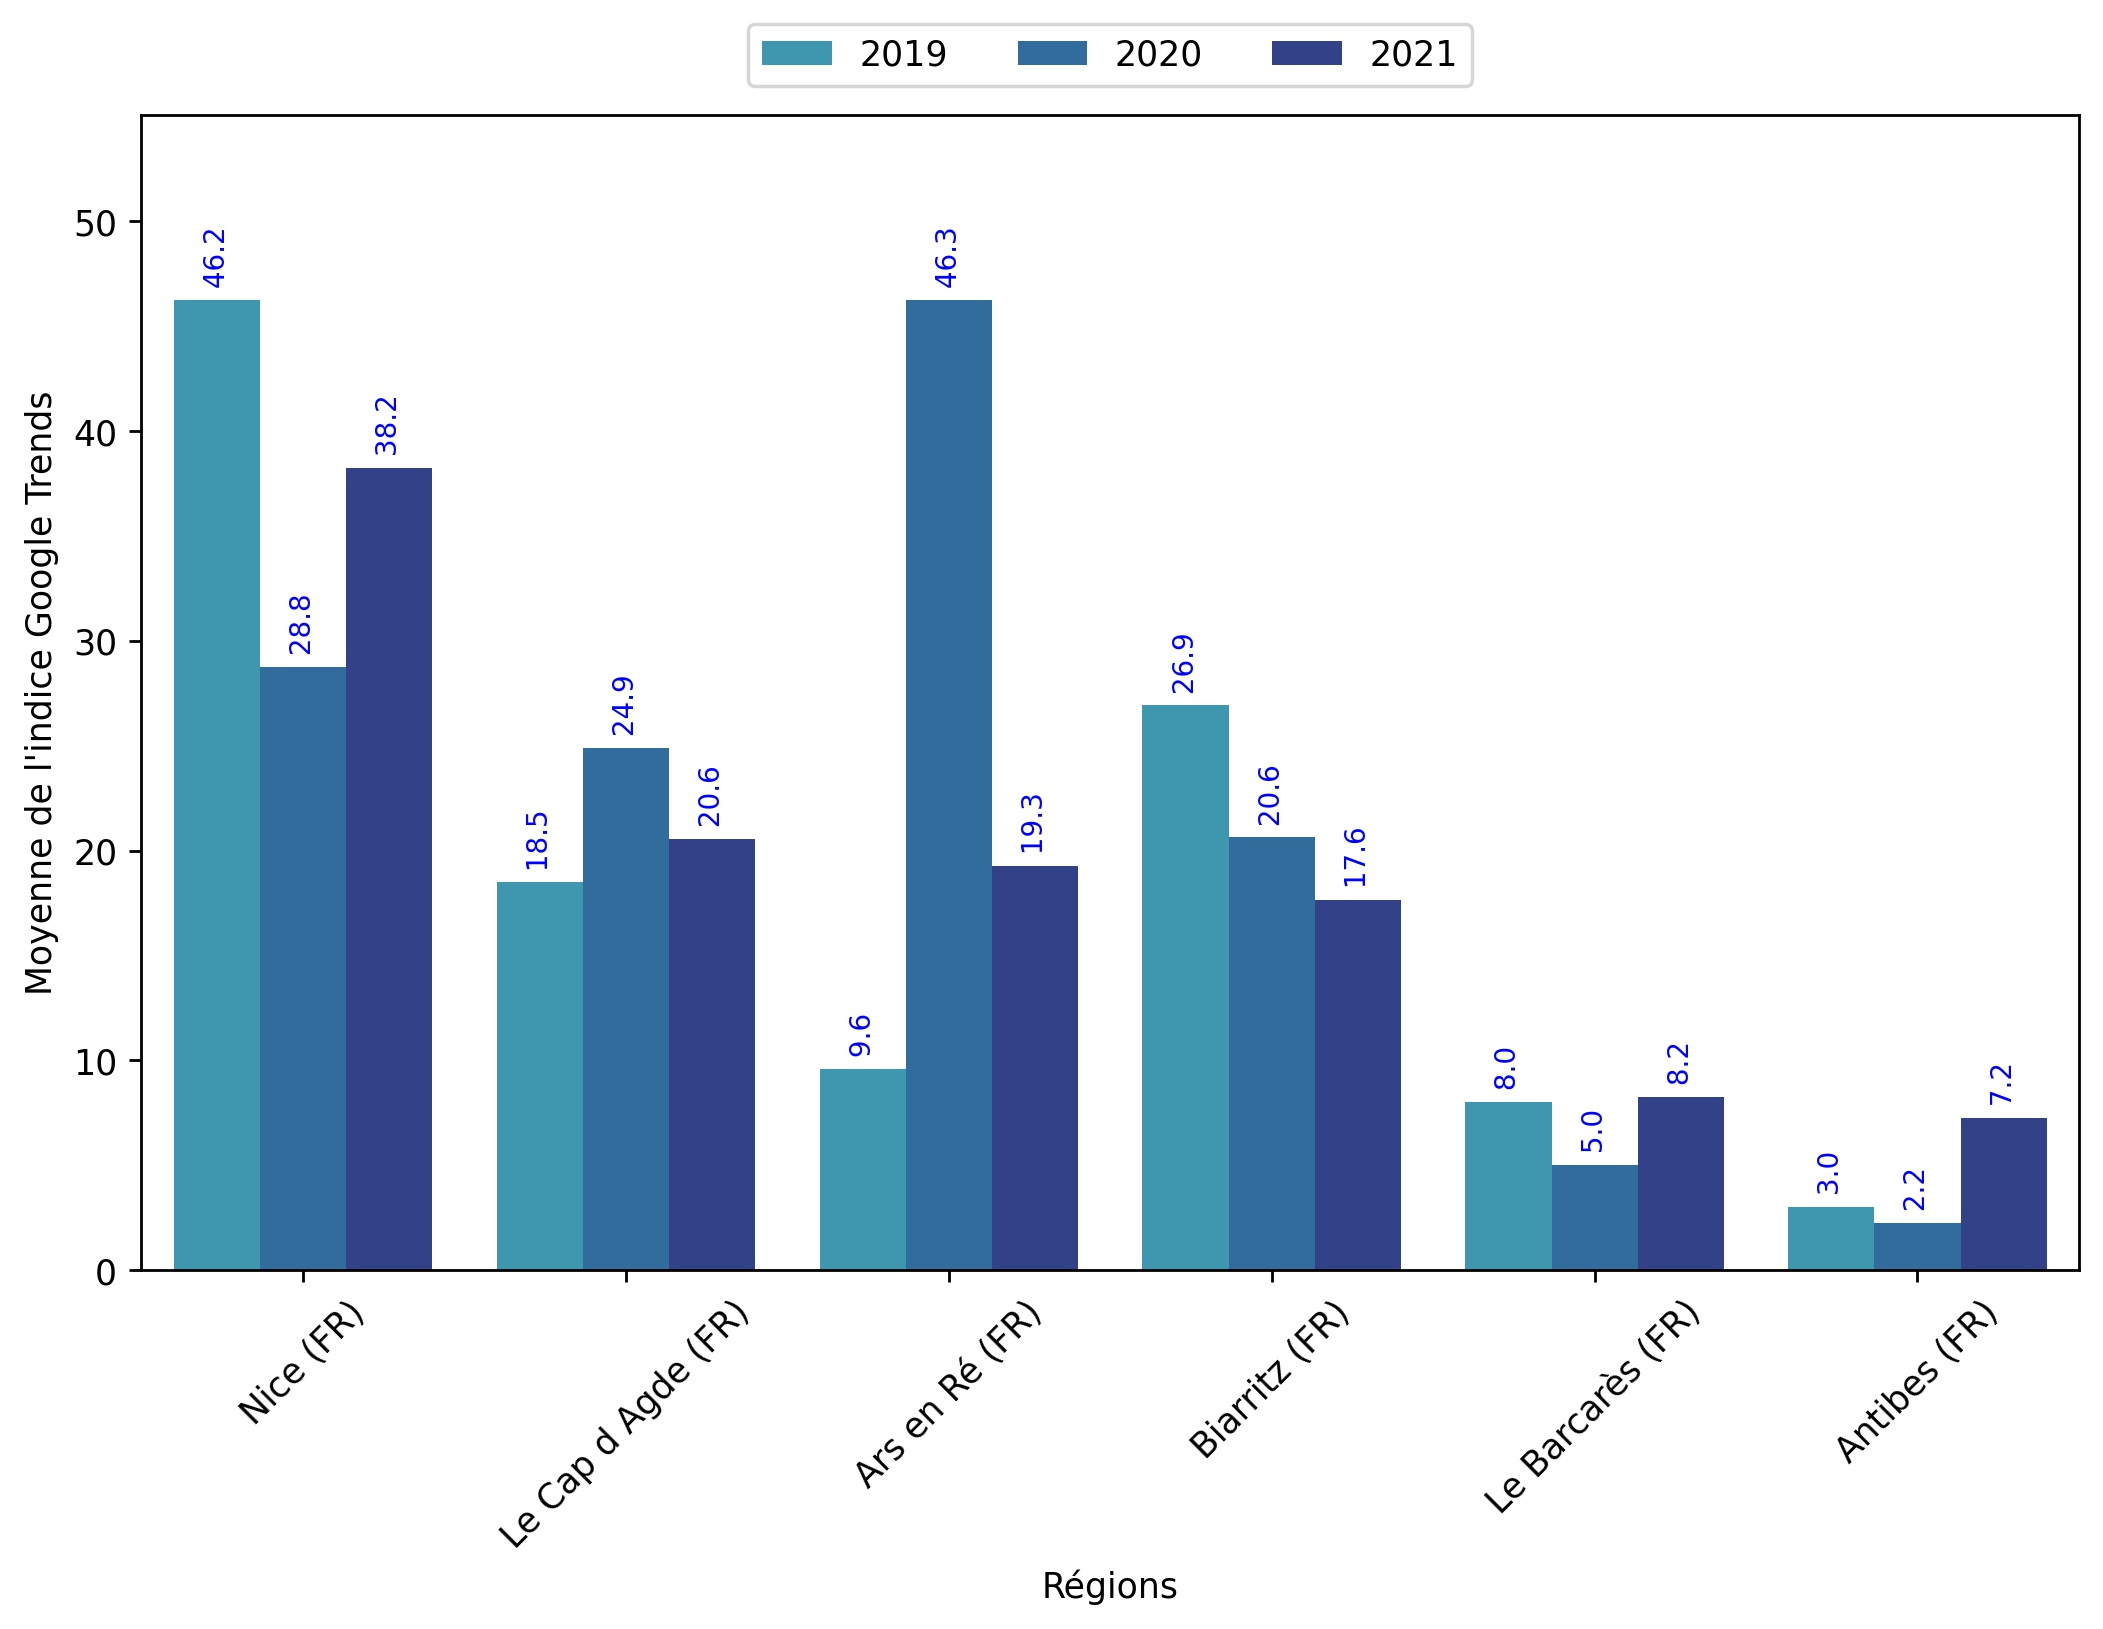 2019 2020 2021
Moyenne de l'indice Google Trends
50
40
30
20
10
0
46.2
28.8
38.2
18.5
24.9
20.6
9.6
46.3
19.3
26.9
20.6
17.6
8.0
5.0
8.2
3.0
2.2
7.2
Nice (FR)
Le Cap d Agde (FR)
Ars en Ré (FR)
Biarritz (FR)
Le Barcarès (FR)
Antibes (FR)
Régions